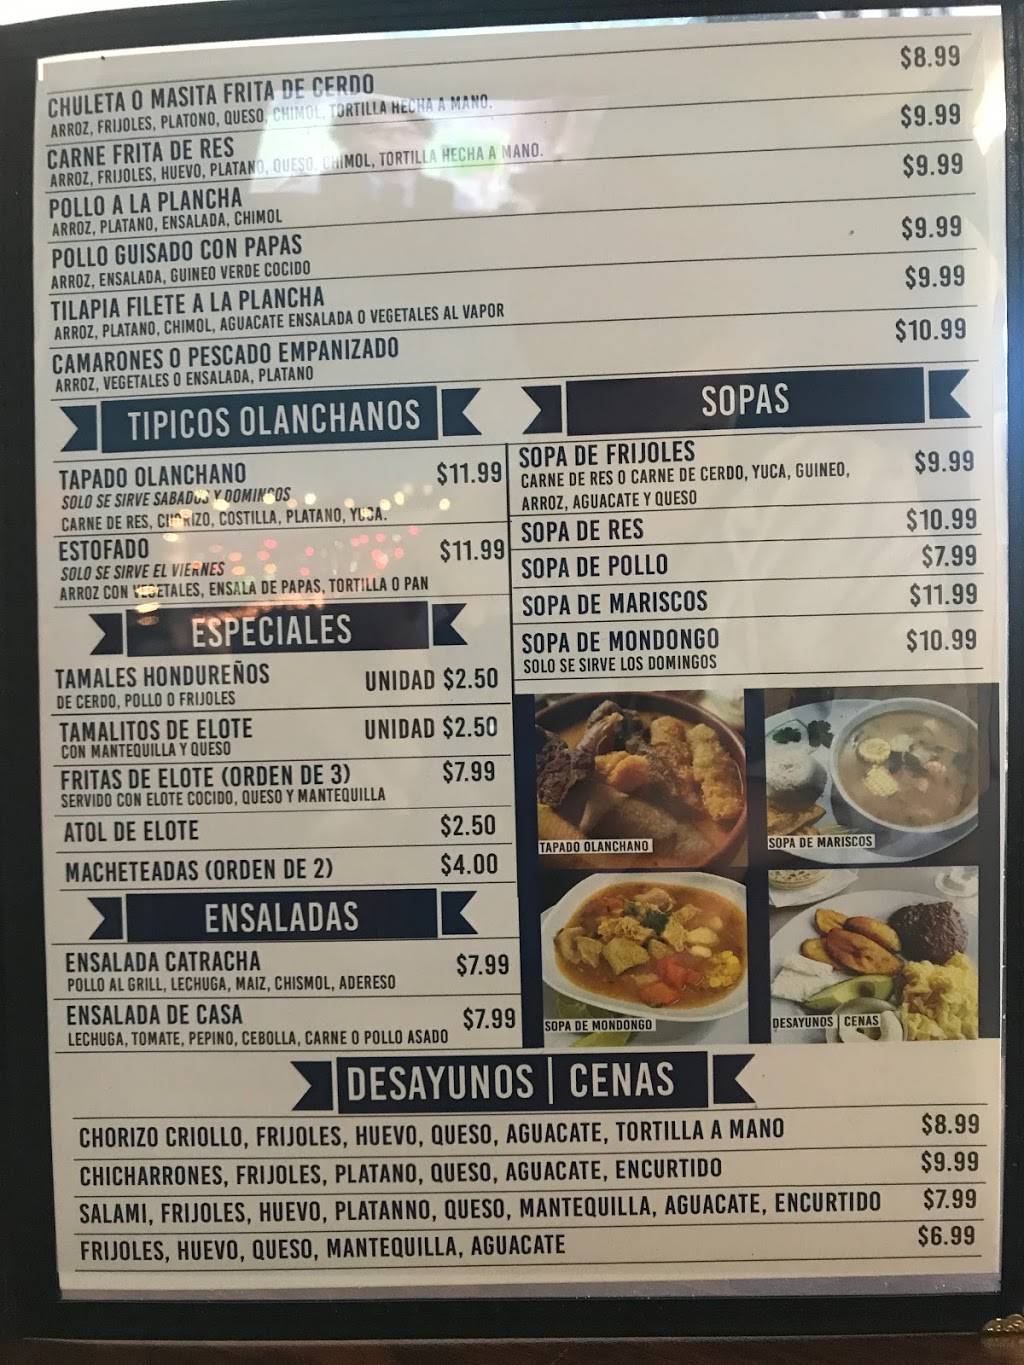 CHULETA O MASITA FRITA DE CERDO $8.99
ARROZ, FRIJOLES, PLATONO, QUESO, CHIMOL, TORTILLA HECHA A MANO.
CARNE FRITA DE RES $9.99
ARROZ, FRIJOLES, HUEVO, PLATANO, QUESO, CHIMOL, TORTILLA HECHA A MANO.
POLLO A LA PLANCHA $9.99
ARROZ, PLATANO, ENSALADA, CHIMOL
POLLO GUISADO CON PAPAS $9.99
ARROZ, ENSALADA, GUINEO VERDE COCIDO
TILAPIA FILETE A LA PLANCHA $9.99
ARROZ, PLATANO, CHIMOL, AGUACATE ENSALADA O VEGETALES AL VAPOR
CAMARONES O PESCADO EMPANIZADO $10.99
ARROZ, VEGETALES O ENSALADA, PLATANO
TIPICOS OLANCHANOS
TAPADO OLANCHANO $11.99
SOLO SE SIRVE SABADOS Y DOMINGOS
CARNE DE RES, CHORIZO, COSTILLA, PLATANO, YUCA.
ESTOFADO $11.99
SOLO SE SIRVE EL VIERNES
ARROZ CON VEGETALES, ENSALA DE PAPAS, TORTILLA O PAN
ESPECIALES
TAMALES HONDUREÑOS UNIDAD $2.50
DE CERDO, POLLO O FRIJOLES
TAMALITOS DE ELOTE UNIDAD $2.50
CON MANTEQUILLA Y QUESO
FRITAS DE ELOTE (ORDEN DE 3) $7.99
SERVIDO CON ELOTE COCIDO, QUESO Y MANTEQUILLA
ATOL DE ELOTE $2.50
MACHETEADAS (ORDEN DE 2) $4.00
ENSALADAS
ENSALADA CATRACHA $7.99
POLLO AL GRILL, LECHUGA, MAIZ, CHISMOL, ADERESO
ENSALADA DE CASA $7.99
LECHUGA, TOMATE, PEPINO, CEBOLLA, CARNE O POLLO ASADO
SOPAS
SOPA DE FRIJOLES $9.99
CARNE DE RES O CARNE DE CERDO, YUCA, GUINEO,
ARROZ, AGUACATE Y QUESO
SOPA DE RES $10.99
SOPA DE POLLO $7.99
SOPA DE MARISCOS $11.99
SOPA DE MONDONGO $10.99
SOLO SE SIRVE LOS DOMINGOS
TAPADO OLANCHANO
SOPA DE MARISCOS
SOPA DE MONDONGO
DESAYUNOS | CENAS
DESAYUNOS | CENAS
CHORIZO CRIOLLO, FRIJOLES, HUEVO, QUESO, AGUACATE, TORTILLA A MANO $8.99
CHICHARRONES, FRIJOLES, PLATANO, QUESO, AGUACATE, ENCURTIDO $9.99
SALAMI, FRIJOLES, HUEVO, PLATANNO, QUESO, MANTEQUILLA, AGUACATE, ENCURTIDO $7.99
FRIJOLES, HUEVO, QUESO, MANTEQUILLA, AGUACATE $6.99